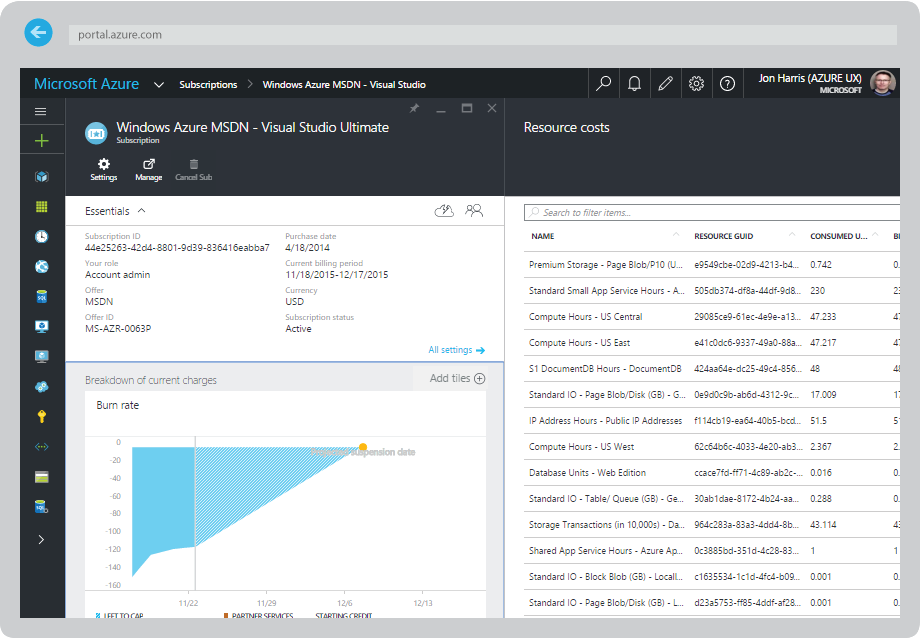 portal.azure.com
Microsoft Azure Subscriptions Windows Azure MSDN - Visual Studio
Jon Harris (AZURE UX)
MICROSOFT
Windows Azure MSDN - Visual Studio Ultimate
Subscription
Settings Manage Cancel Sub
Essentials
Subscription ID Purchase date
44e25263-42d4-8801-9d39-836416eabba7 4/18/2014
Your role Current billing period
Account admin 11/18/2015-12/17/2015
Offer Currency
MSDN USD
Offer ID Subscription status
MS-AZR-0063P Active
All settings
Breakdown of current charges Add tiles
Burn rate
0
-20
-40
-60
-80
-100
-120
-140
-160
suspension date
11/22 11/29 12/6 12/13
LEFT TO CAP PARTNER SERVICES STARTING CREDIT
Resource costs
Search to filter items...
NAME RESOURCE GUID CONSUMED U...
Premium Storage - Page Blob/P10 (U... e9549cbe-02d9-4213-b4... 0.742 0.
Standard Small App Service Hours - A... 505db374-df8a-44df-9d8... 230 23
Compute Hours - US Central 29085ce9-61ec-4e9e-a13... 47.233 47
Compute Hours - US East e41c0dc6-9337-49a0-88a... 47.217 47
S1 DocumentDB Hours - DocumentDB 424aa64e-dc25-49c4-856... 48 48
Standard IO - Page Blob/Disk (GB) - G... 0e9d0c9b-ab6d-4312-9c... 17.009 17
IP Address Hours - Public IP Addresses f114cb19-ea64-40b5-bcd... 51.5 51
Compute Hours - US West 62c64b6c-4033-4e20-ab3... 2.367 2.
Database Units - Web Edition ccace7fd-ff71-4c89-ab2c-... 0.016 0.
Standard IO - Table/ Queue (GB) - Ge... 30ab1dae-8172-4b24-aa... 0.288 0.
Storage Transactions (in 10,000s) - Da... 964c283a-83a3-4dd4-8b... 43.114 43
Shared App Service Hours - Azure Ap... 0c3885bd-351d-4c28-83... 1 1
Standard IO - Block Blob (GB) - Locall... c1635534-1c1d-4fc4-b09... 0.001 0.
Standard IO - Page Blob/Disk (GB) - L... d23a5753-ff85-4ddf-af28... 0.001 0.